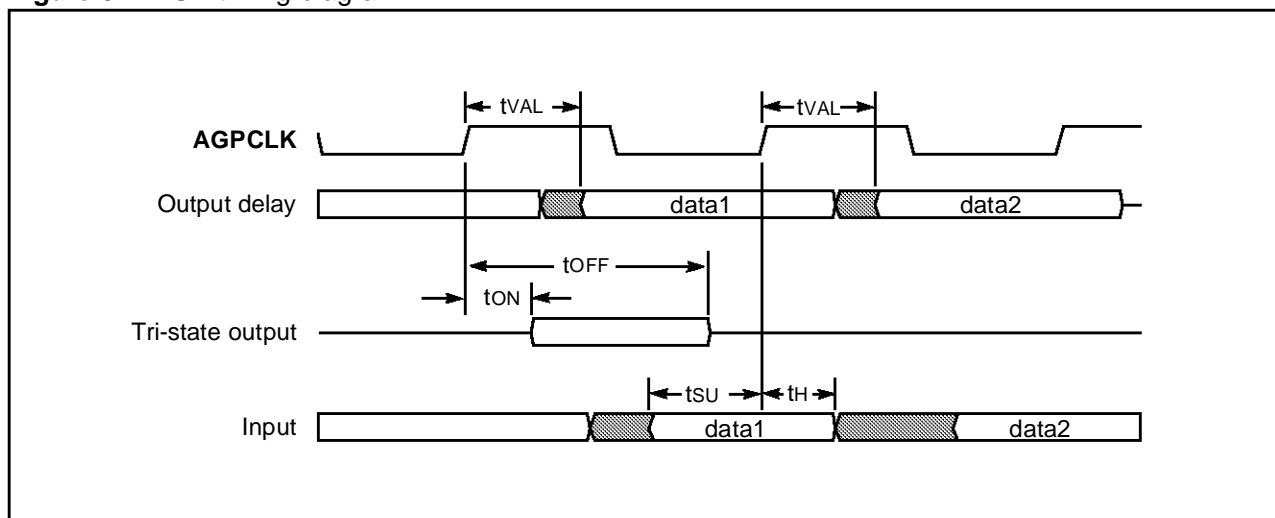 tVAL tVAL
AGPCLK
Output delay data1 data2
tOFF
tON
Tri-state output
tSU tH
Input data1 data2